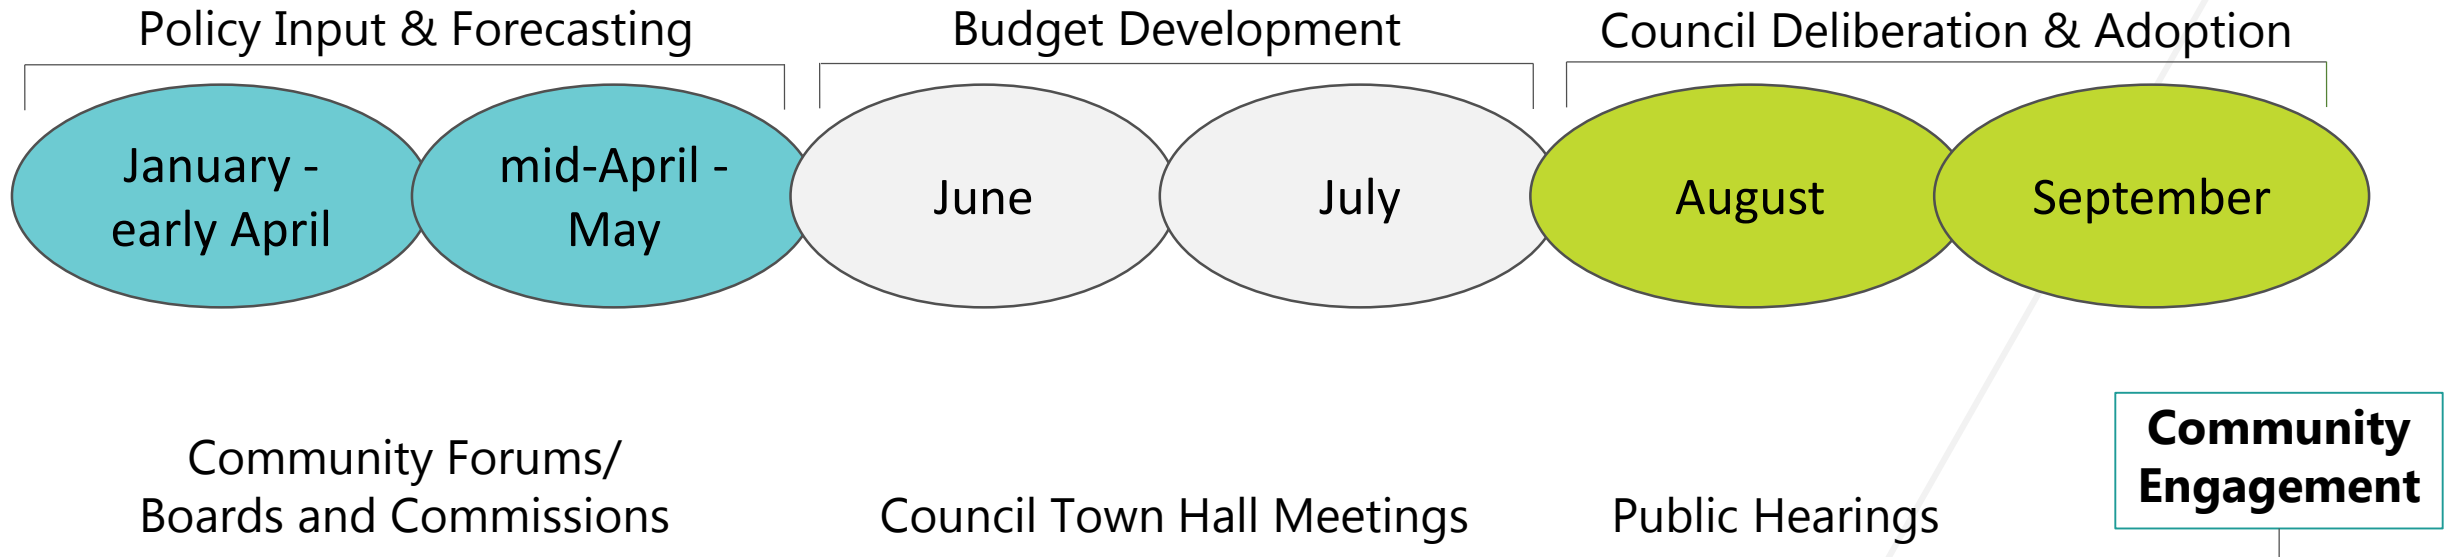 Policy Input & Forecasting
Budget Development
Council Deliberation & Adoption
January -
early April
mid-April -
May
June
July
August
September
Community Forums/
Boards and Commissions
Council Town Hall Meetings
Public Hearings
Community
Engagement